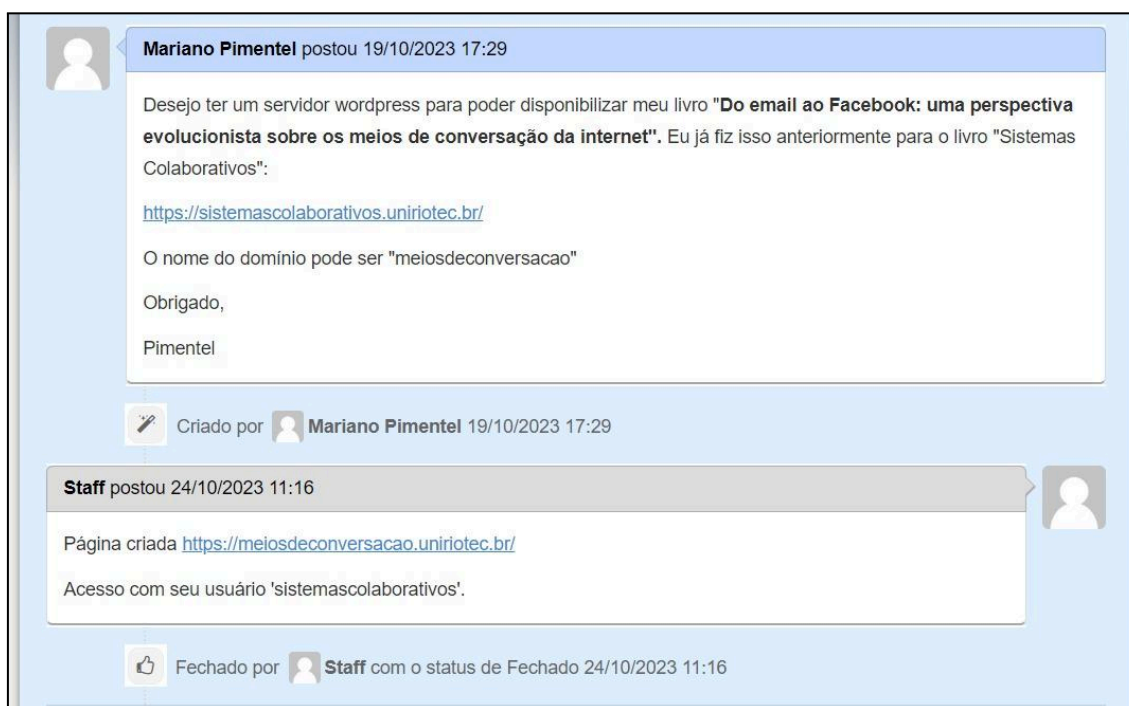 Mariano Pimentel postou 19/10/2023 17:29
Desejo ter um servidor wordpress para poder disponibilizar meu livro "Do email ao Facebook: uma perspectiva
evolucionista sobre os meios de conversação da internet". Eu já fiz isso anteriormente para o livro "Sistemas
Colaborativos":
https://sistemascolaborativos.uniriotec.br/
O nome do domínio pode ser "meiosdeconversacao"
Obrigado,
Pimentel
Criado por Mariano Pimentel 19/10/2023 17:29
Staff postou 24/10/2023 11:16
Página criada https://meiosdeconversacao.uniriotec.br/
Acesso com seu usuário 'sistemascolaborativos'.
Fechado por Staff com o status de Fechado 24/10/2023 11:16